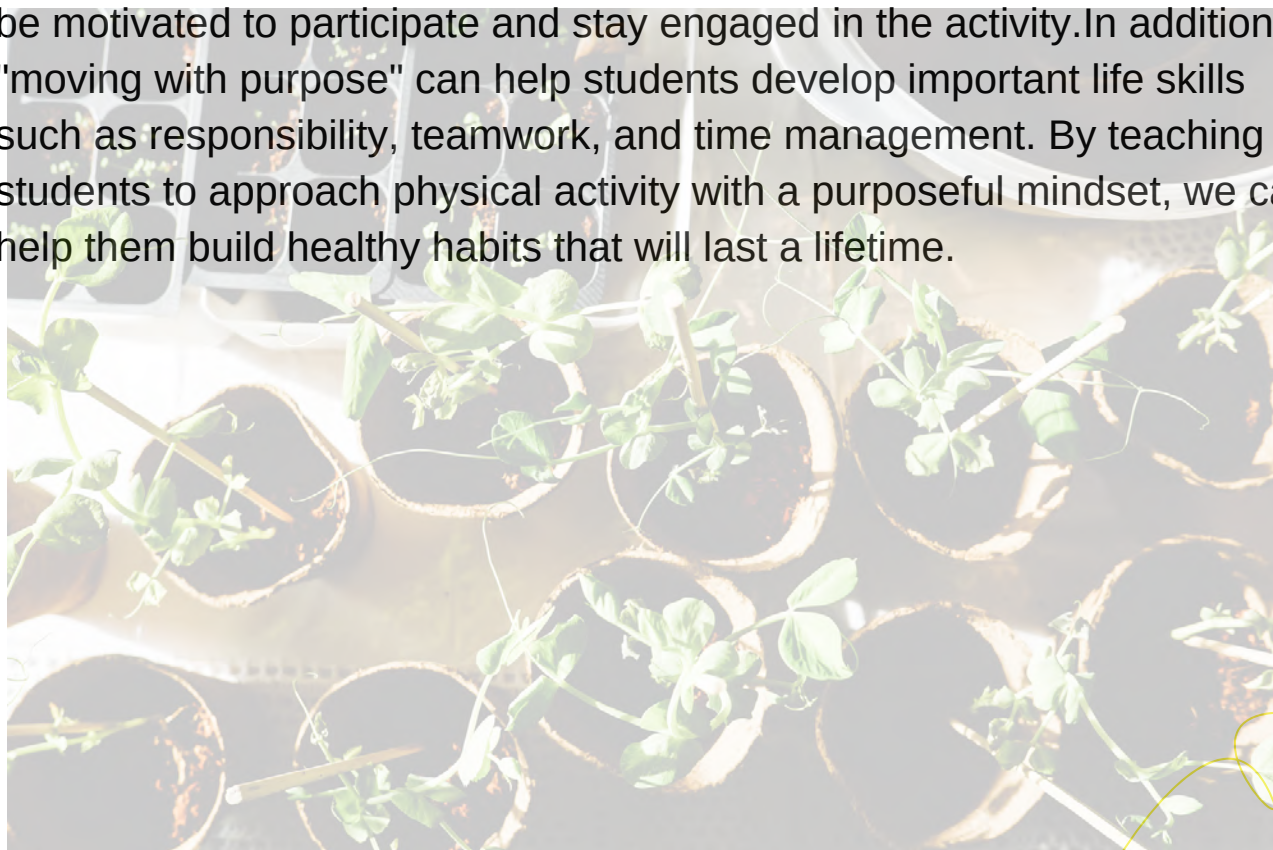 be motivated to participate and stay engaged in the activity.In addition
"moving with purpose" can help students develop important life skills
such as responsibility, teamwork, and time management. By teaching
students to approach physical activity with a purposeful mindset, we ca
help them build healthy habits that will last a lifetime.